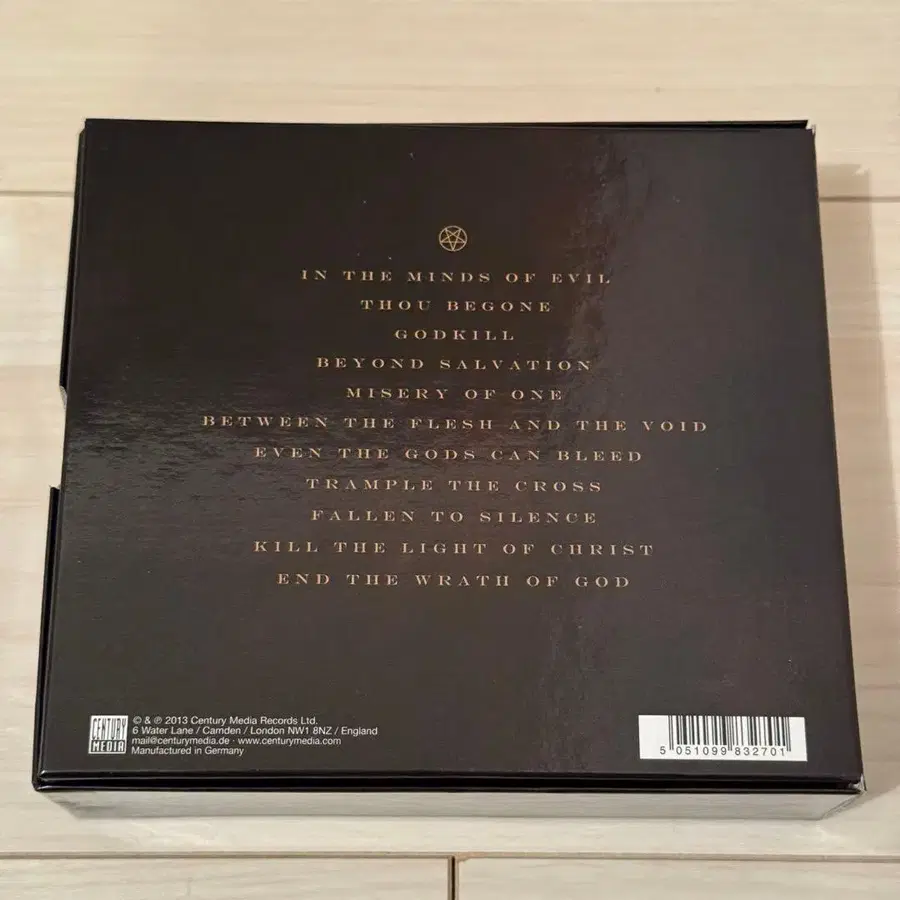 IN THE MINDS OF EVIL
THOU BEGONE
GODKILL
BEYOND SALVATION
MISERY OF ONE
BETWEEN THE FLESH AND THE VOID
EVEN THE GODS CAN BLEED
TRAMPLE THE CROSS
FALLEN TO SILENCE
KILL THE LIGHT OF CHRIST
END THE WRATH OF GOD
CENTURY
MEDIA
© & ℗ 2013 Century Media Records Ltd.
6 Water Lane / Camden / London NW1 8NZ / England
mail@centurymedia.de · www.centurymedia.com
Manufactured in Germany
5 051099 832701